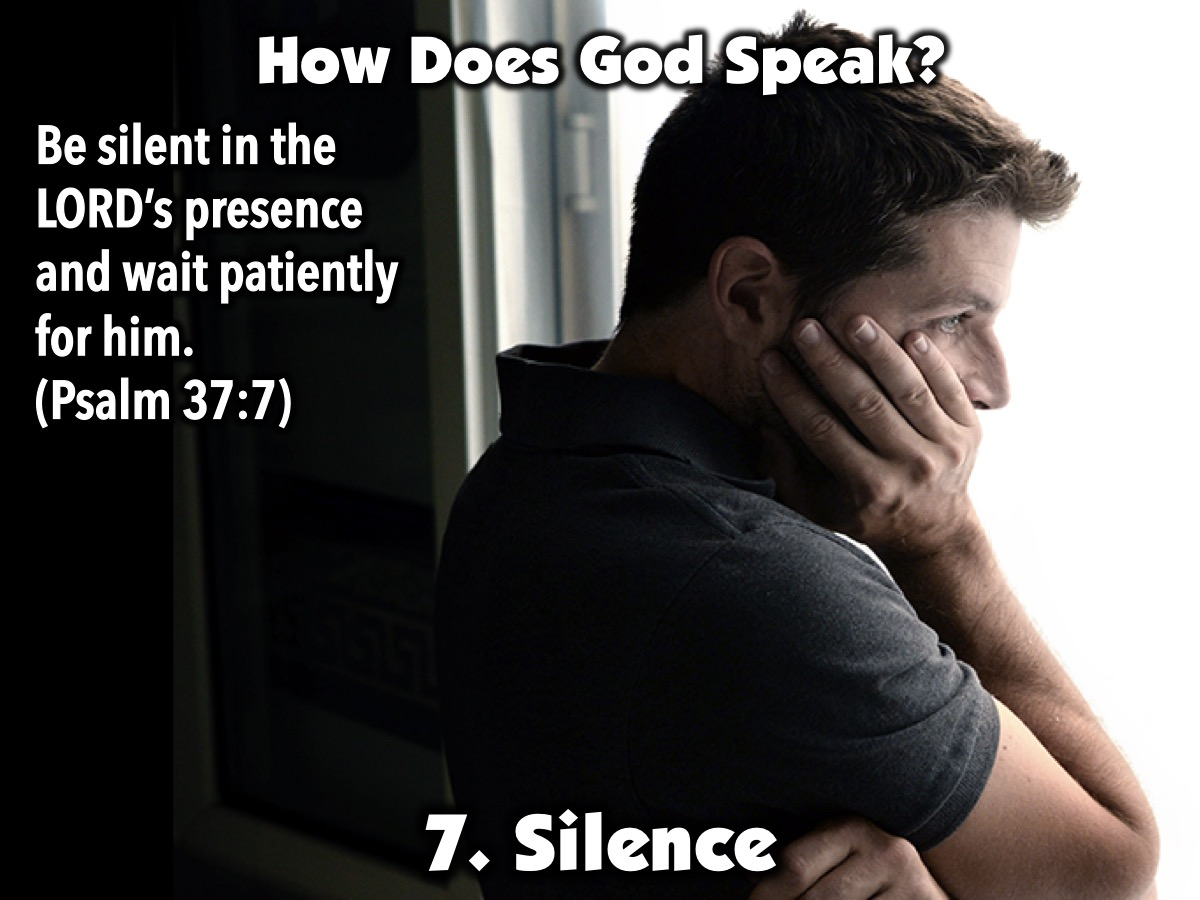 How Does God Speak?
Be silent in the
LORD’s presence
and wait patiently
for him.
(Psalm 37:7)
7. Silence